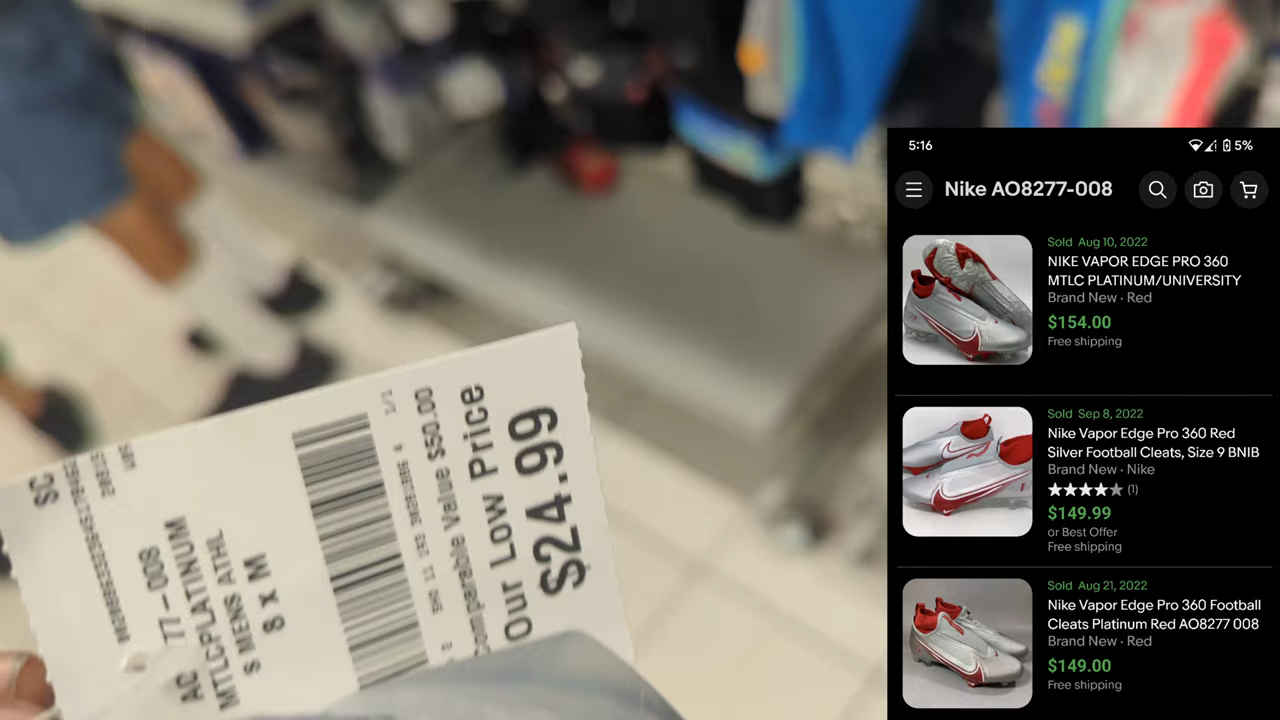 $24.99
Our Low Price
Comparable Value $50.00
1/1
8 X M
S MENS ATHL
MTLCPLATINUM
77-008
SC
5:16
5%
Nike AO8277-008
Sold Aug 10, 2022
NIKE VAPOR EDGE PRO 360
MTLC PLATINUM/UNIVERSITY
Brand New · Red
$154.00
Free shipping
Sold Sep 8, 2022
Nike Vapor Edge Pro 360 Red
Silver Football Cleats, Size 9 BNIB
Brand New · Nike
(1)
$149.99
or Best Offer
Free shipping
Sold Aug 21, 2022
Nike Vapor Edge Pro 360 Football
Cleats Platinum Red AO8277 008
Brand New · Red
$149.00
Free shipping